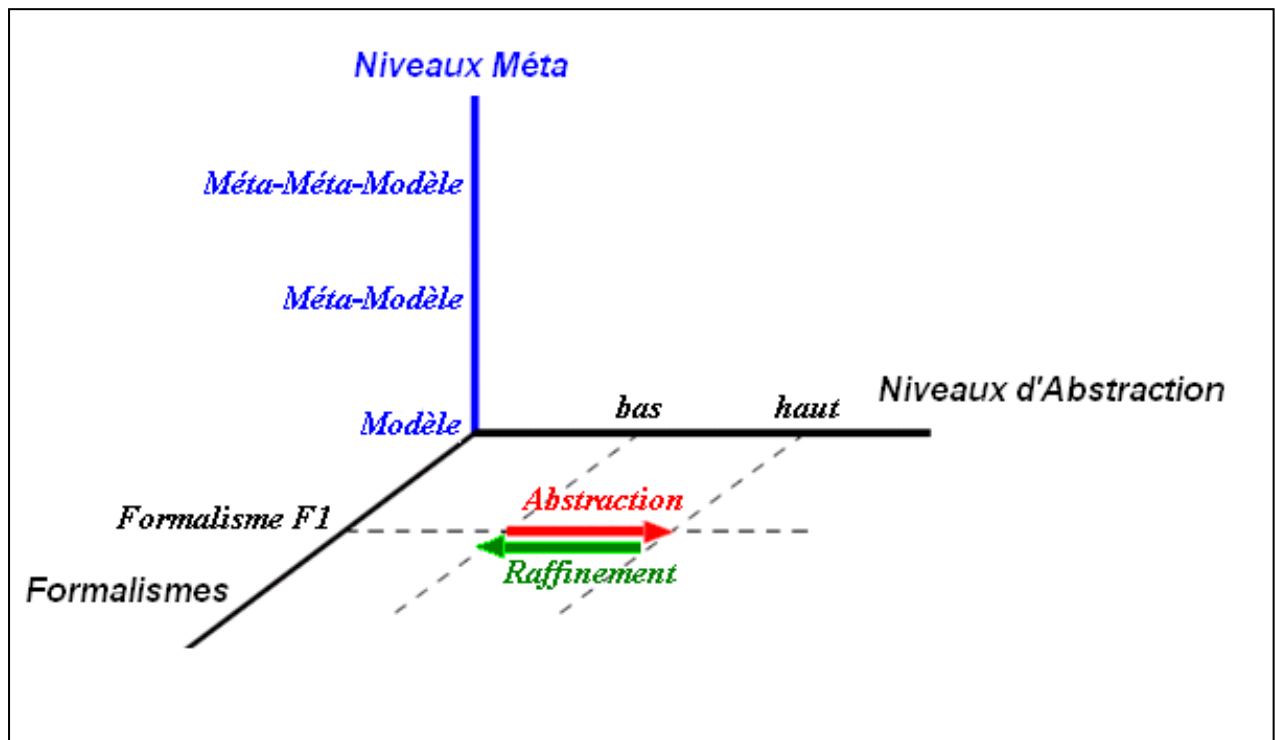 Niveaux Méta
Méta-Méta-Modèle
Méta-Modèle
Niveaux d'Abstraction
bas
haut
Modèle
Abstraction
Formalisme F1
Raffinement
Formalismes